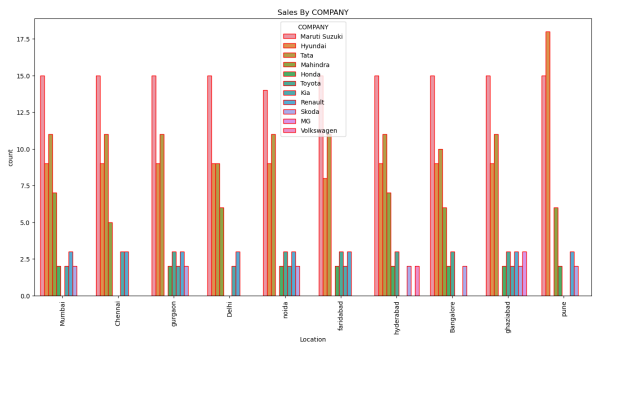 Sales By COMPANY
COMPANY
Maruti Suzuki
Hyundai
Tata
Mahindra
Honda
Toyota
Kia
Renault
Skoda
MG
Volkswagen
17.5
15.0
12.5
10.0
7.5
5.0
2.5
0.0
count
Mumbai
Chennai
gurgaon
Delhi
noida
faridabad
hyderabad
Bangalore
ghaziabad
pune
Location